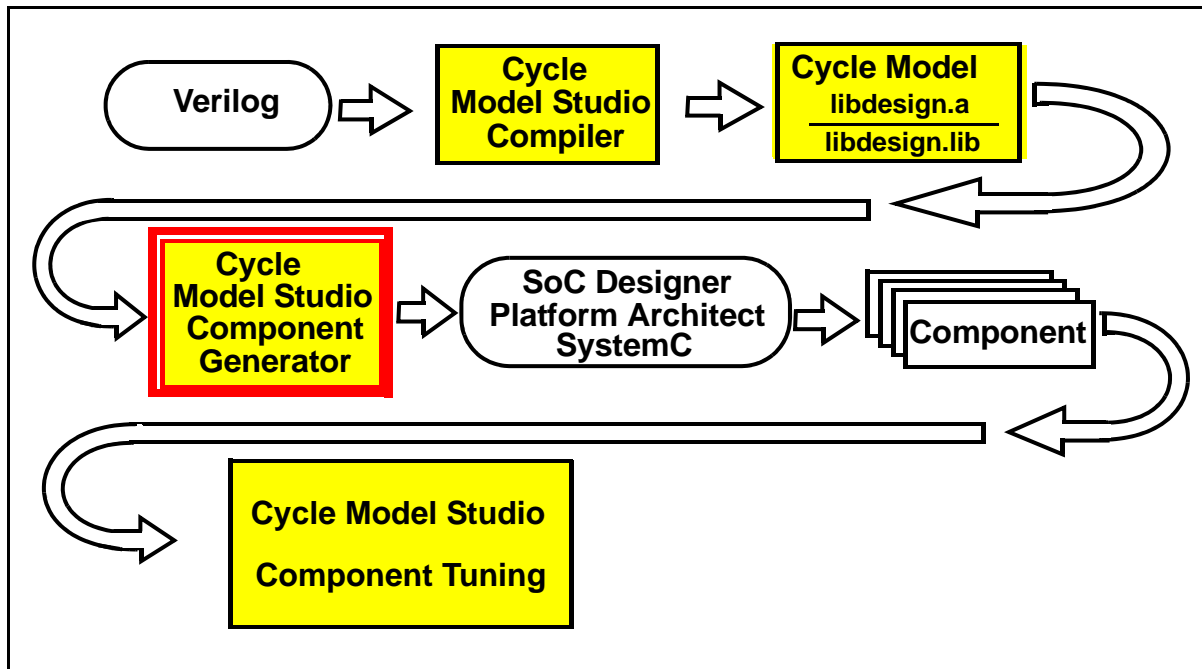 Verilog
Cycle
Model Studio
Compiler
Cycle Model
libdesign.a
libdesign.lib
Cycle
Model Studio
Component
Generator
SoC Designer
Platform Architect
SystemC
Component
Cycle Model Studio
Component Tuning